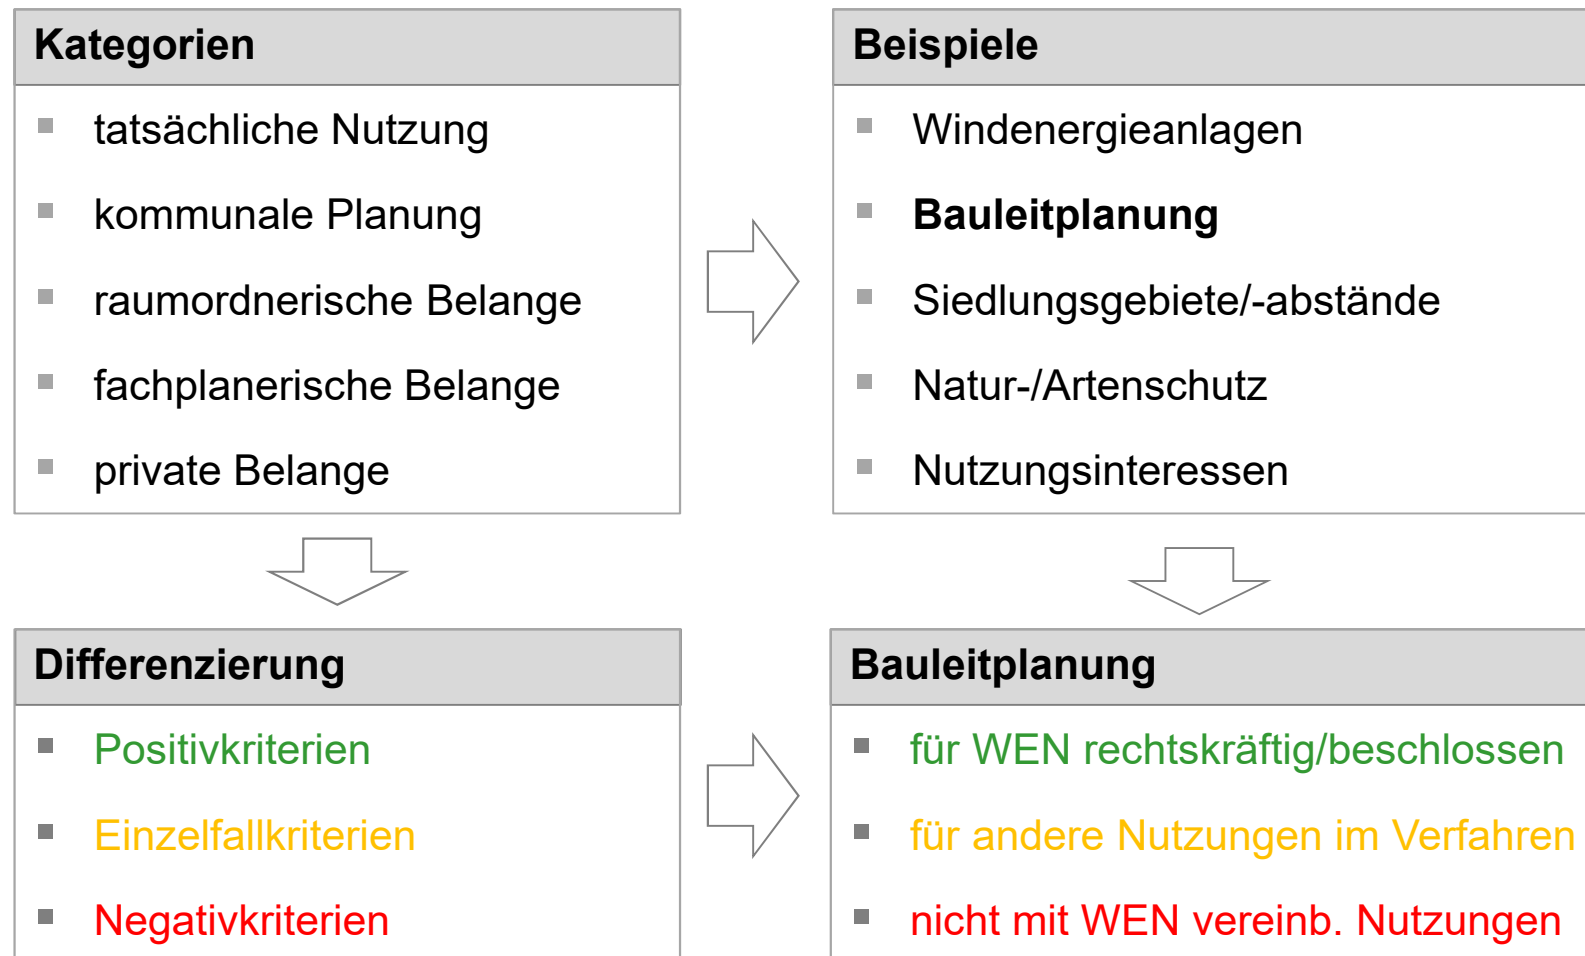 Kategorien
tatsächliche Nutzung
kommunale Planung
raumordnerische Belange
fachplanerische Belange
private Belange
Beispiele
Windenergieanlagen
Bauleitplanung
Siedlungsgebiete/-abstände
Natur-/Artenschutz
Nutzungsinteressen
Differenzierung
Positivkriterien
Einzelfallkriterien
Negativkriterien
Bauleitplanung
für WEN rechtskräftig/beschlossen
für andere Nutzungen im Verfahren
nicht mit WEN vereinb. Nutzungen